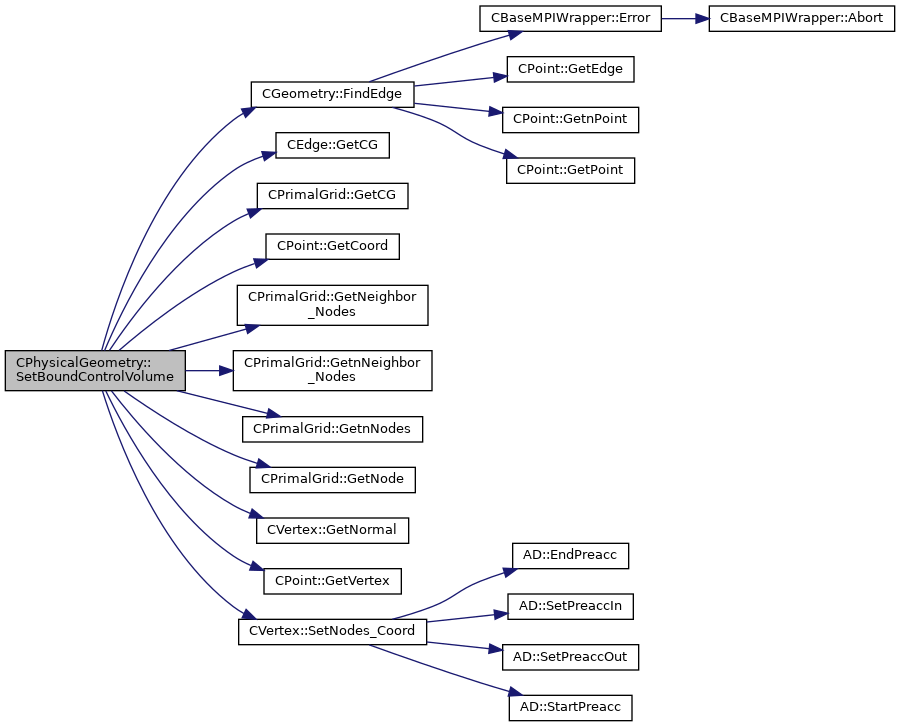 CBaseMPIWrapper::Error
CBaseMPIWrapper::Abort
CPoint::GetEdge
CGeometry::FindEdge
CPoint::GetnPoint
CEdge::GetCG
CPoint::GetPoint
CPrimalGrid::GetCG
CPoint::GetCoord
CPrimalGrid::GetNeighbor
_Nodes
CPhysicalGeometry::
SetBoundControlVolume
CPrimalGrid::GetnNeighbor
_Nodes
CPrimalGrid::GetnNodes
CPrimalGrid::GetNode
CVertex::GetNormal
CPoint::GetVertex
AD::EndPreacc
AD::SetPreaccIn
CVertex::SetNodes_Coord
AD::SetPreaccOut
AD::StartPreacc